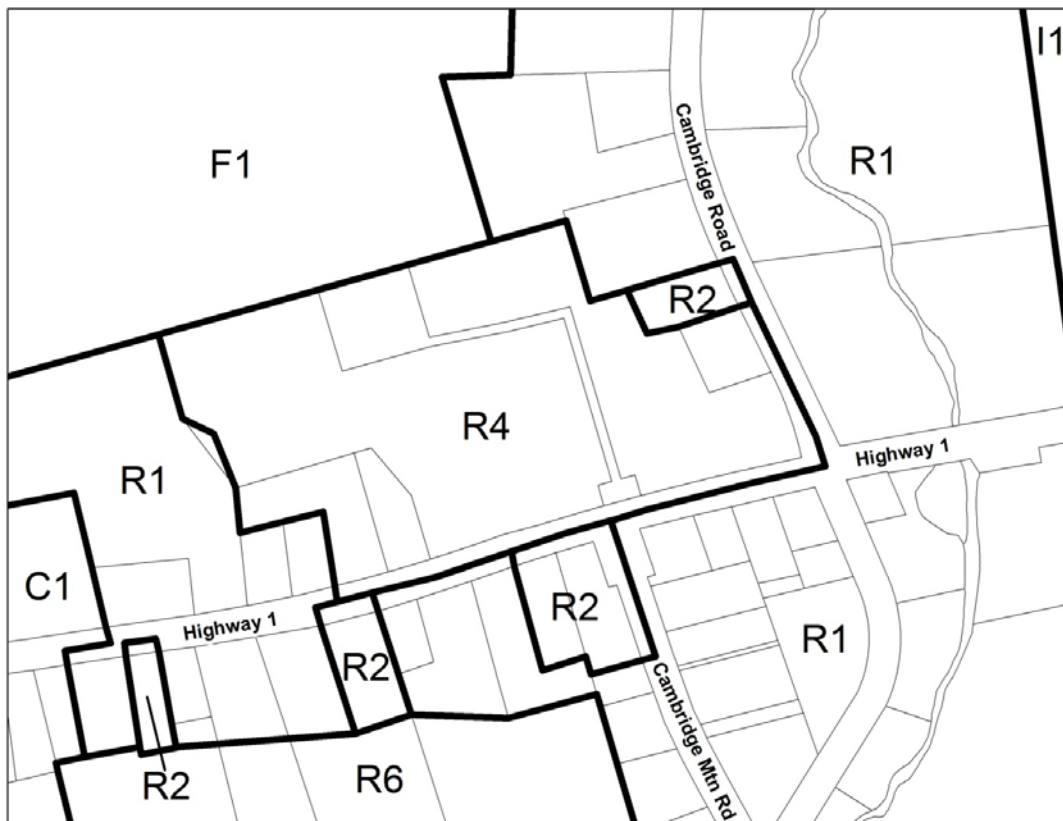 I1
F1
Cambridge Road
R1
R2
R4
Highway 1
R1
C1
R2
Highway 1
R1
R2
Cambridge Mtn Rd
R2
R6